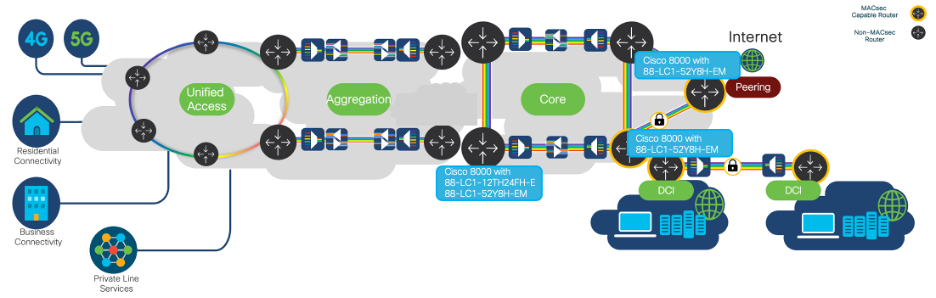 MACsec
Capable Router
Non-MACsec
Router
4G
5G
Internet
Cisco 8000 with
88-LC1-52Y8H-EM
Peering
Unified
Access
Aggregation
Core
Residential
Connectivity
Cisco 8000 with
88-LC1-52Y8H-EM
Cisco 8000 with
88-LC1-12TH24FH-E
88-LC1-52Y8H-EM
DCI
DCI
Business
Connectivity
Private Line
Services